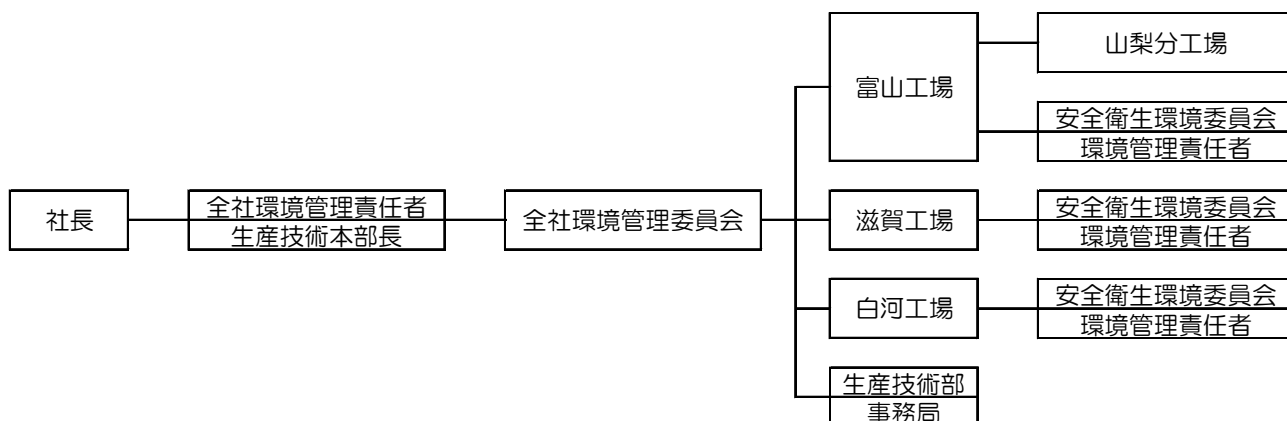 社長
全社環境管理責任者
生産技術本部長
全社環境管理委員会
富山工場
山梨分工場
安全衛生環境委員会
環境管理責任者
滋賀工場
安全衛生環境委員会
環境管理責任者
白河工場
安全衛生環境委員会
環境管理責任者
生産技術部
事務局